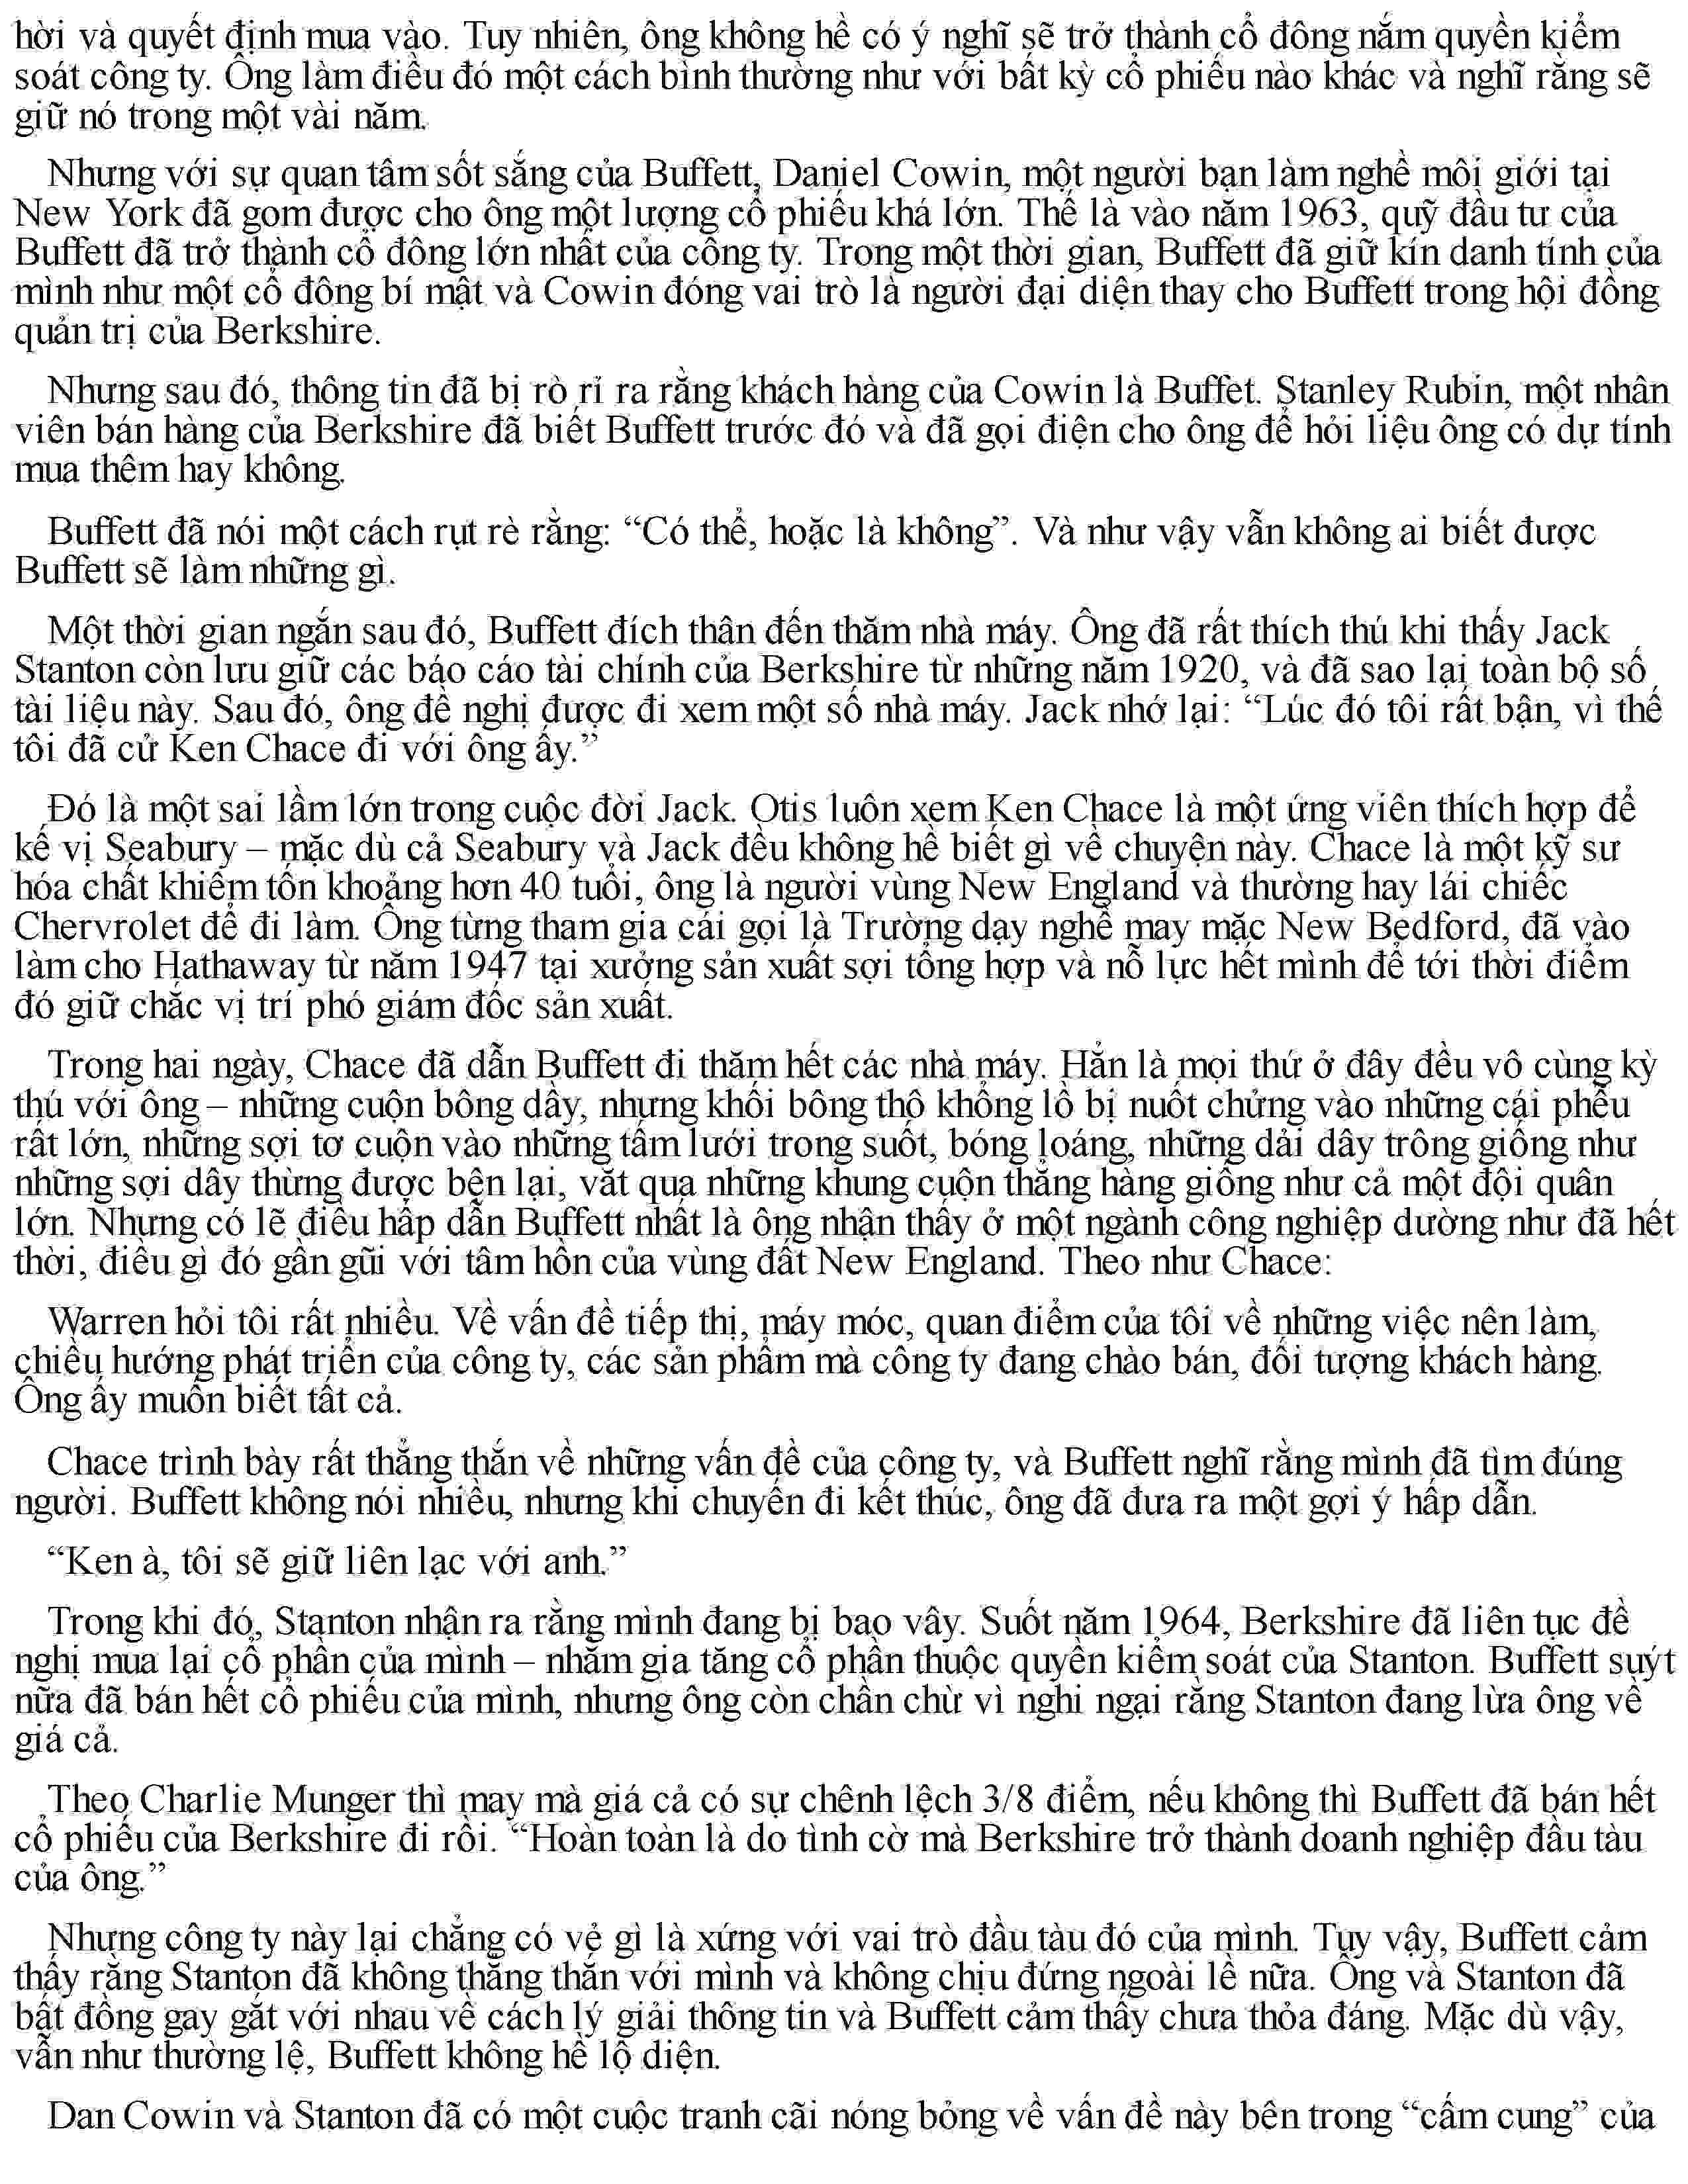 hời và quyết định mua vào. Tuy nhiên, ông không hề có ý nghĩ sẽ trở thành cổ đông nắm quyền kiểm
soát công ty. Ông làm điều đó một cách bình thường như với bất kỳ cổ phiếu nào khác và nghĩ rằng sẽ
giữ nó trong một vài năm.
Nhưng với sự quan tâm sốt sắng của Buffett, Daniel Cowin, một người bạn làm nghề môi giới tại
New York đã gom được cho ông một lượng cổ phiếu khá lớn. Thế là vào năm 1963, quỹ đầu tư của
Buffett đã trở thành cổ đông lớn nhất của công ty. Trong một thời gian, Buffett đã giữ kín danh tính của
mình như một cổ đông bí mật và Cowin đóng vai trò là người đại diện thay cho Buffett trong hội đồng
quản trị của Berkshire.
Nhưng sau đó, thông tin đã bị rò rỉ ra rằng khách hàng của Cowin là Buffet. Stanley Rubin, một nhân
viên bán hàng của Berkshire đã biết Buffett trước đó và đã gọi điện cho ông để hỏi liệu ông có dự tính
mua thêm hay không.
Buffett đã nói một cách rụt rè rằng: “Có thể, hoặc là không”. Và như vậy vẫn không ai biết được
Buffett sẽ làm những gì.
Một thời gian ngắn sau đó, Buffett đích thân đến thăm nhà máy. Ông đã rất thích thú khi thấy Jack
Stanton còn lưu giữ các báo cáo tài chính của Berkshire từ những năm 1920, và đã sao lại toàn bộ số
tài liệu này. Sau đó, ông đề nghị được đi xem một số nhà máy. Jack nhớ lại: “Lúc đó tôi rất bận, vì thế
tôi đã cử Ken Chace đi với ông ấy.”
Đó là một sai lầm lớn trong cuộc đời Jack. Otis luôn xem Ken Chace là một ứng viên thích hợp để
kế vị Seabury – mặc dù cả Seabury và Jack đều không hề biết gì về chuyện này. Chace là một kỹ sư
hóa chất khiêm tốn khoảng hơn 40 tuổi, ông là người vùng New England và thường hay lái chiếc
Chervrolet để đi làm. Ông từng tham gia cái gọi là Trường dạy nghề may mặc New Bedford, đã vào
làm cho Hathaway từ năm 1947 tại xưởng sản xuất sợi tổng hợp và nỗ lực hết mình để tới thời điểm
đó giữ chắc vị trí phó giám đốc sản xuất.
Trong hai ngày, Chace đã dẫn Buffett đi thăm hết các nhà máy. Hẳn là mọi thứ ở đây đều vô cùng kỳ
thú với ông – những cuộn bông dầy, nhưng khối bông thô khổng lồ bị nuốt chửng vào những cái phễu
rất lớn, những sợi tơ cuộn vào những tấm lưới trong suốt, bóng loáng, những dải dây trông giống như
những sợi dây thừng được bện lại, vắt qua những khung cuộn thẳng hàng giống như cả một đội quân
lớn. Nhưng có lẽ điều hấp dẫn Buffett nhất là ông nhận thấy ở một ngành công nghiệp dường như đã hết
thời, điều gì đó gần gũi với tâm hồn của vùng đất New England. Theo như Chace:
Warren hỏi tôi rất nhiều. Về vấn đề tiếp thị, máy móc, quan điểm của tôi về những việc nên làm,
chiều hướng phát triển của công ty, các sản phẩm mà công ty đang chào bán, đối tượng khách hàng.
Ông ấy muốn biết tất cả.
Chace trình bày rất thẳng thắn về những vấn đề của công ty, và Buffett nghĩ rằng mình đã tìm đúng
người. Buffett không nói nhiều, nhưng khi chuyến đi kết thúc, ông đã đưa ra một gợi ý hấp dẫn.
“Ken à, tôi sẽ giữ liên lạc với anh.”
Trong khi đó, Stanton nhận ra rằng mình đang bị bao vây. Suốt năm 1964, Berkshire đã liên tục đề
nghị mua lại cổ phần của mình – nhằm gia tăng cổ phần thuộc quyền kiểm soát của Stanton. Buffett suýt
nữa đã bán hết cổ phiếu của mình, nhưng ông còn chần chừ vì nghi ngại rằng Stanton đang lừa ông về
giá cả.
Theo Charlie Munger thì may mà giá cả có sự chênh lệch 3/8 điểm, nếu không thì Buffett đã bán hết
cổ phiếu của Berkshire đi rồi. “Hoàn toàn là do tình cờ mà Berkshire trở thành doanh nghiệp đầu tàu
của ông.”
Nhưng công ty này lại chẳng có vẻ gì là xứng với vai trò đầu tàu đó của mình. Tuy vậy, Buffett cảm
thấy rằng Stanton đã không thẳng thắn với mình và không chịu đứng ngoài lề nữa. Ông và Stanton đã
bất đồng gay gắt với nhau về cách lý giải thông tin và Buffett cảm thấy chưa thỏa đáng. Mặc dù vậy,
vẫn như thường lệ, Buffett không hề lộ diện.
Dan Cowin và Stanton đã có một cuộc tranh cãi nóng bỏng về vấn đề này bên trong “cấm cung” của